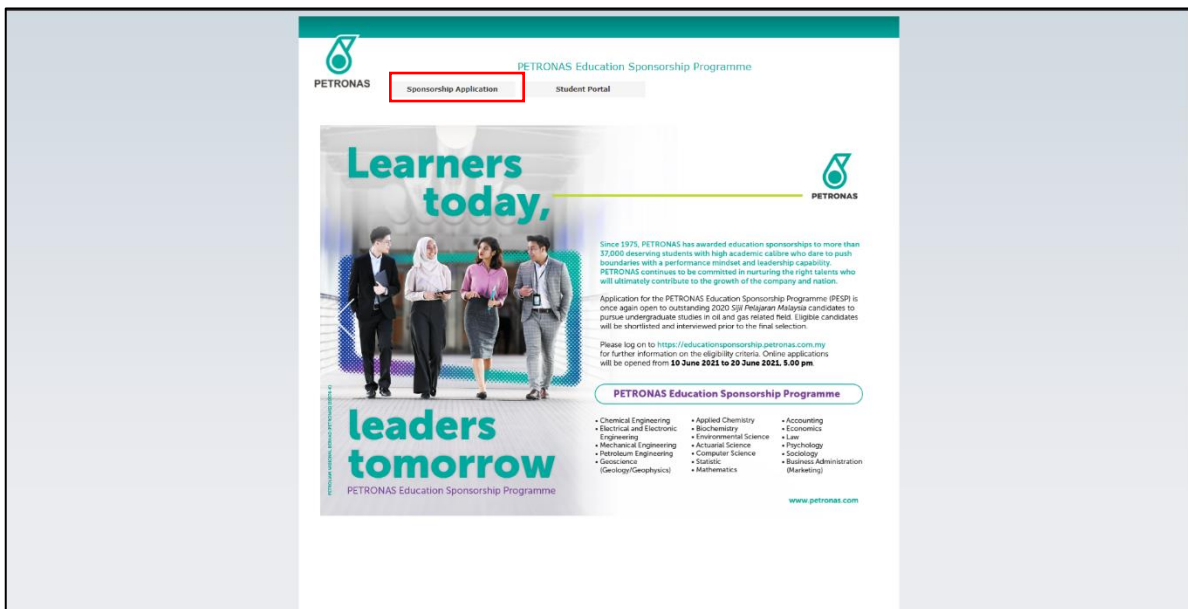 PETRONAS
PETRONAS Education Sponsorship Programme
Sponsorship Application
Student Portal
Learners
today,
PETRONAS
Since 1975, PETRONAS has awarded education sponsorships to more than
37,000 deserving students with high academic calibre who dare to push
boundaries with a performance mindset and leadership capability.
PETRONAS continues to be committed in nurturing the right talents who
will ultimately contribute to the growth of the company and nation.
Application for the PETRONAS Education Sponsorship Programme (PESP) is
once again open to outstanding 2020 Sijil Pelajaran Malaysia candidates to
pursue undergraduate studies in oil and gas related field. Eligible candidates
will be shortlisted and interviewed prior to the final selection.
Please log on to https://educationsponsorship.petronas.com.my
for further information on the eligibility criteria. Online applications
will be opened from 10 June 2021 to 20 June 2021, 5.00 pm.
PETRONAS Education Sponsorship Programme
• Chemical Engineering
• Electrical and Electronic
Engineering
• Mechanical Engineering
• Petroleum Engineering
• Geoscience
(Geology/Geophysics)
• Applied Chemistry
• Biochemistry
• Environmental Science
• Actuarial Science
• Computer Science
• Statistic
• Mathematics
• Accounting
• Economics
• Law
• Psychology
• Sociology
• Business Administration
(Marketing)
leaders
tomorrow
PETRONAS Education Sponsorship Programme
www.petronas.com